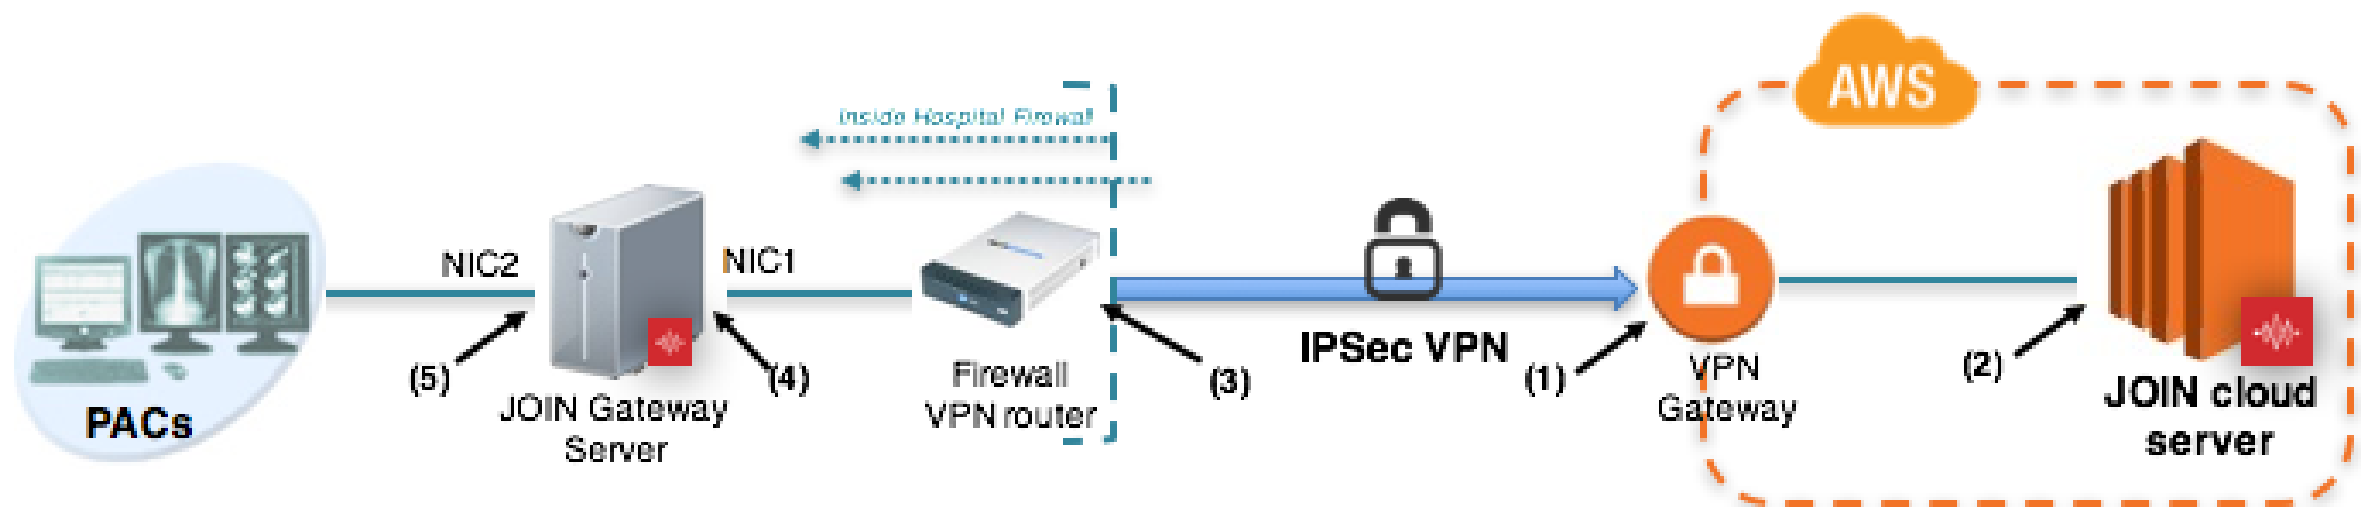 AWS
Inside Hospital Firewall
NIC2
NIC1
(5)
(4)
(3)
IPSec VPN
(1)
(2)
PACs
JOIN Gateway
Server
Firewall
VPN router
VPN
Gateway
JOIN cloud
server